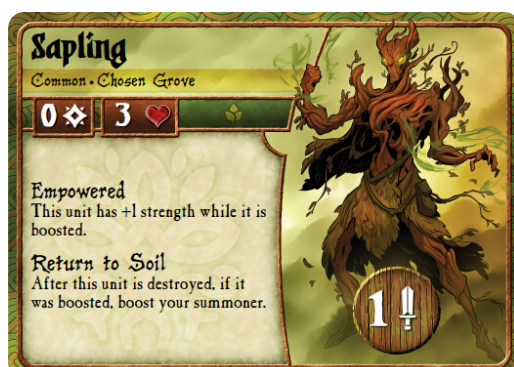 Sapling
Common • Chosen Grove
0 3
Empowered
This unit has +1 strength while it is
boosted.
Return to Soil
After this unit is destroyed, if it
was boosted, boost your summoner.
1